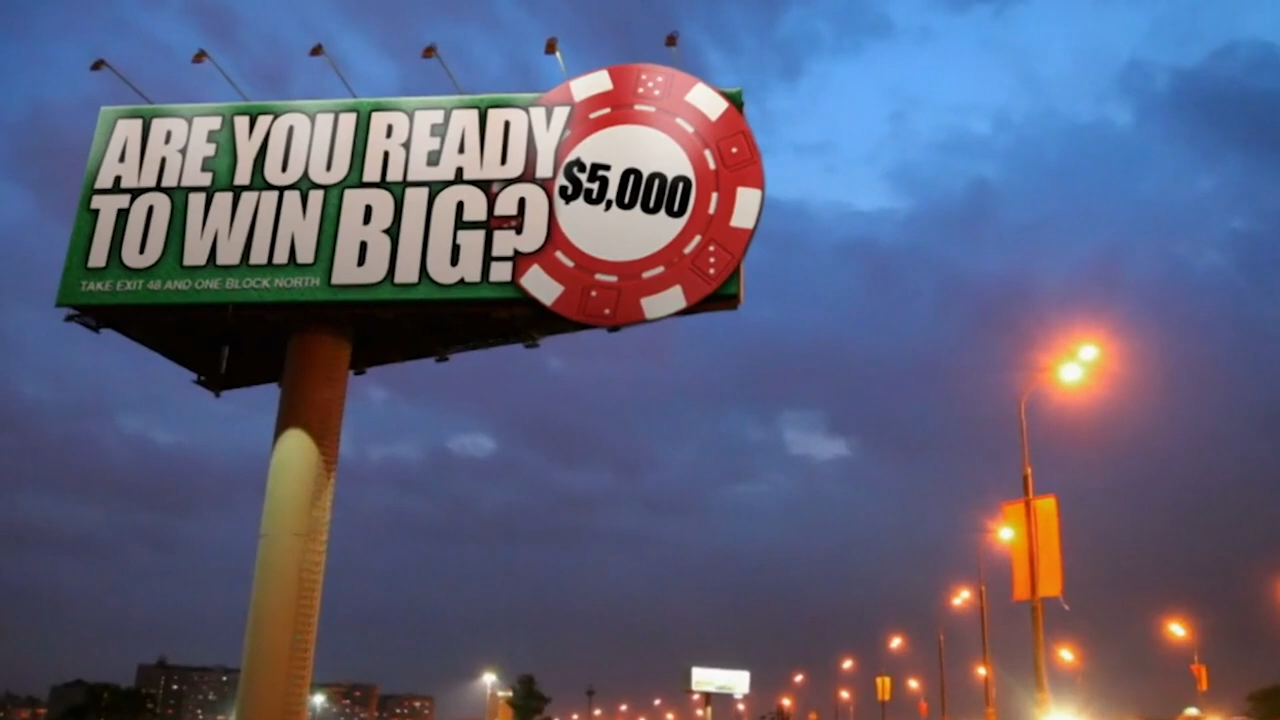 ARE YOU READY
TO WIN BIG?
$5,000
TAKE EXIT 48 AND ONE BLOCK NORTH